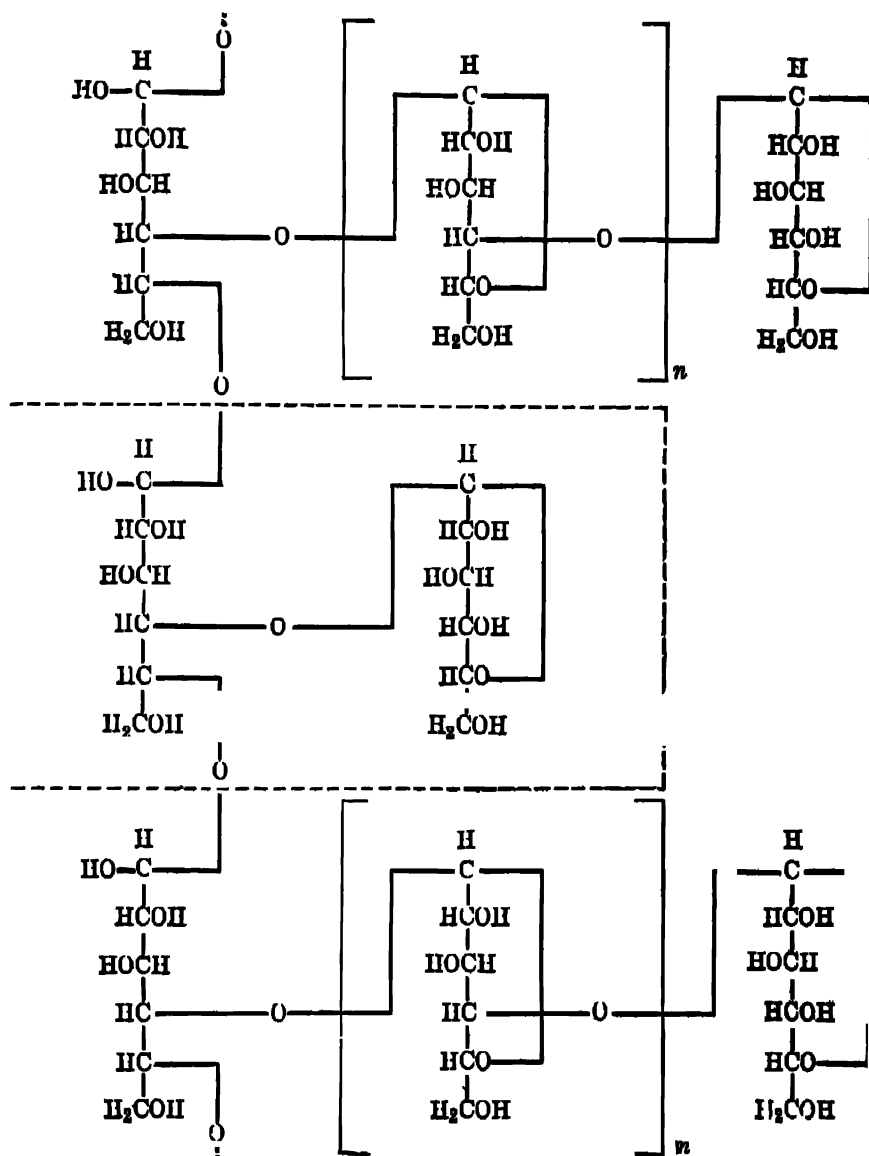 O
H H H
HO–C C C
HCOH HCOH HCOH
HOCH HOCH HOCH
HC O HC O HCOH
HC HCO HCO
H₂COH H₂COH H₂COH
n
O
H H
HO–C C
HCOH HCOH
HOCH HOCH
HC O HCOH
HC HCO
H₂COH H₂COH
O
H H H
HO–C C C
HCOH HCOH HCOH
HOCH HOCH HOCH
HC O HC O HCOH
HC HCO HCO
H₂COH H₂COH H₂COH
O
m